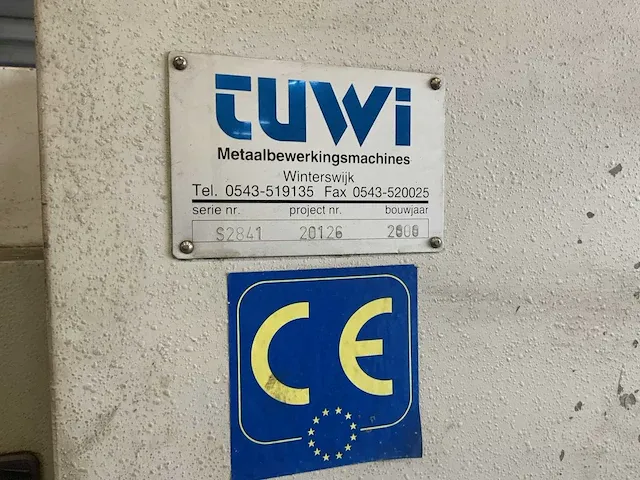 tuwi
Metaalbewerkingsmachines
Winterswijk
Tel. 0543-519135 Fax 0543-520025
serie nr. project nr. bouwjaar
S2841 20126 2000
CE